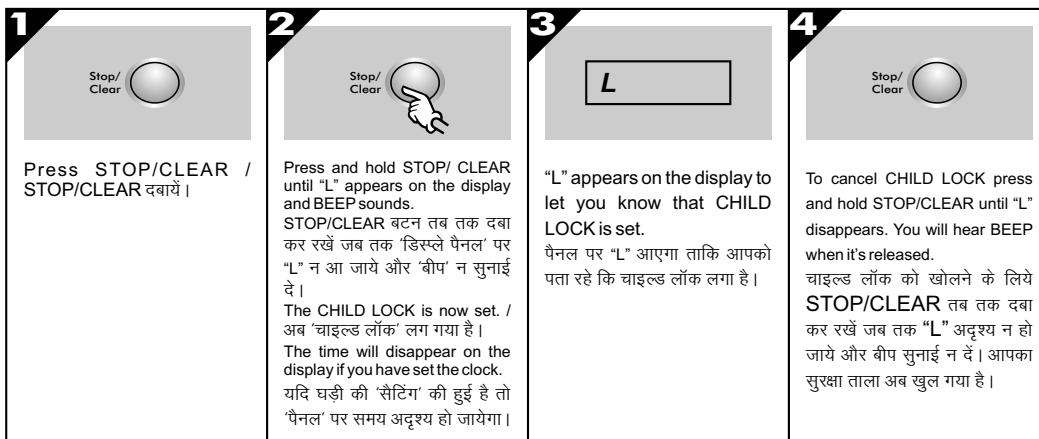 1
Stop/
Clear
Press STOP/CLEAR /
STOP/CLEAR दबायें।
2
Stop/
Clear
Press and hold STOP/ CLEAR
until “L” appears on the display
and BEEP sounds.
STOP/CLEAR बटन तब तक दबा
कर रखें जब तक ‘डिस्प्ले पैनल’ पर
“L” न आ जाये और ‘बीप’ न सुनाई
दे।
The CHILD LOCK is now set. /
अब ‘चाइल्ड लॉक’ लग गया है।
The time will disappear on the
display if you have set the clock.
यदि घड़ी की ‘सैटिंग’ की हुई है तो
‘पैनल’ पर समय अदृश्य हो जायेगा।
3
L
“L” appears on the display to
let you know that CHILD
LOCK is set.
पैनल पर “L” आएगा ताकि आपको
पता रहे कि चाइल्ड लॉक लगा है।
4
Stop/
Clear
To cancel CHILD LOCK press
and hold STOP/CLEAR until “L”
disappears. You will hear BEEP
when it's released.
चाइल्ड लॉक को खोलने के लिये
STOP/CLEAR तब तक दबा
कर रखें जब तक “L” अदृश्य न हो
जाये और बीप सुनाई न दें। आपका
सुरक्षा ताला अब खुल गया है।